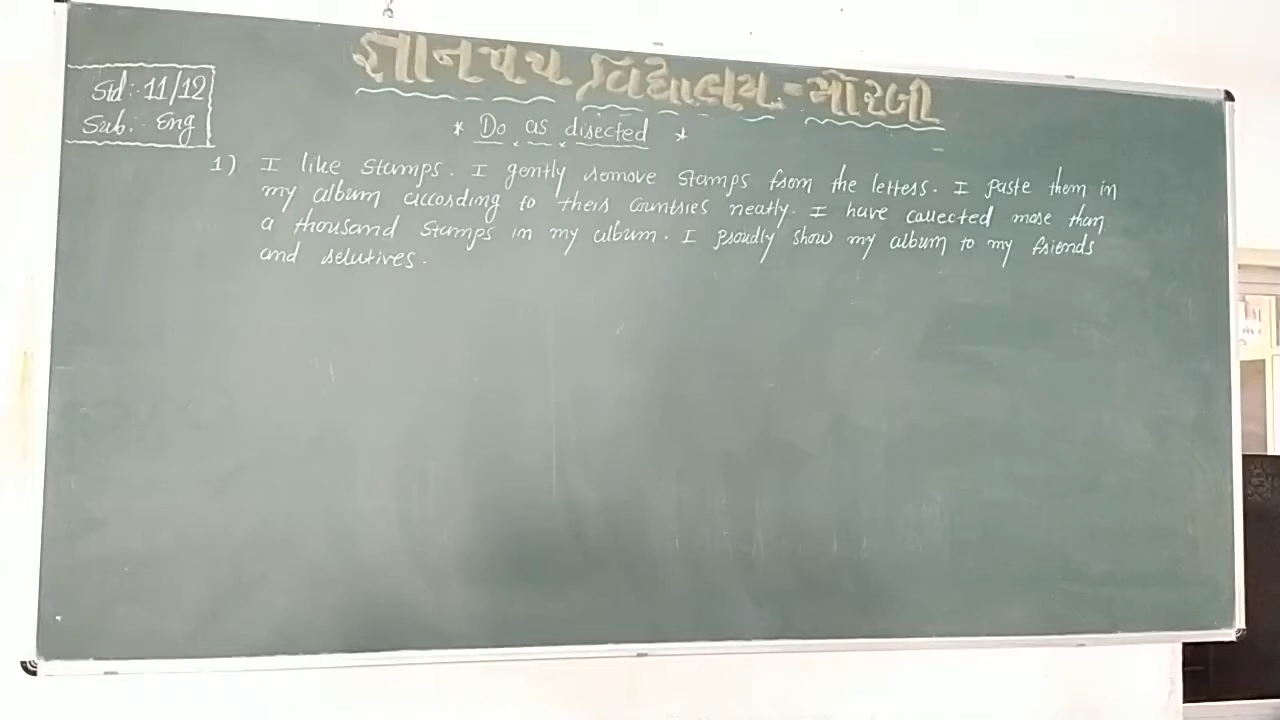 જ્ઞાનપથ વિદ્યાલય - મોરબી
Std :- 11/12
Sub :- Eng
* Do as directed *
1) I like stamps. I gently remove stamps from the letters. I paste them in
my album according to their countries neatly. I have collected more than
a thousand stamps in my album. I proudly show my album to my friends
and relatives.